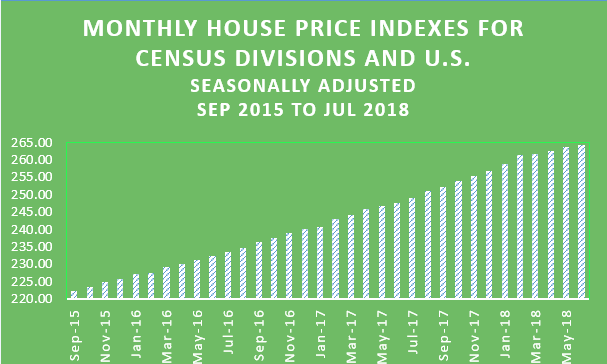 MONTHLY HOUSE PRICE INDEXES FOR
CENSUS DIVISIONS AND U.S.
SEASONALLY ADJUSTED
SEP 2015 TO JUL 2018
265.00
260.00
255.00
250.00
245.00
240.00
235.00
230.00
225.00
220.00
Sep-15
Nov-15
Jan-16
Mar-16
May-16
Jul-16
Sep-16
Nov-16
Jan-17
Mar-17
May-17
Jul-17
Sep-17
Nov-17
Jan-18
Mar-18
May-18